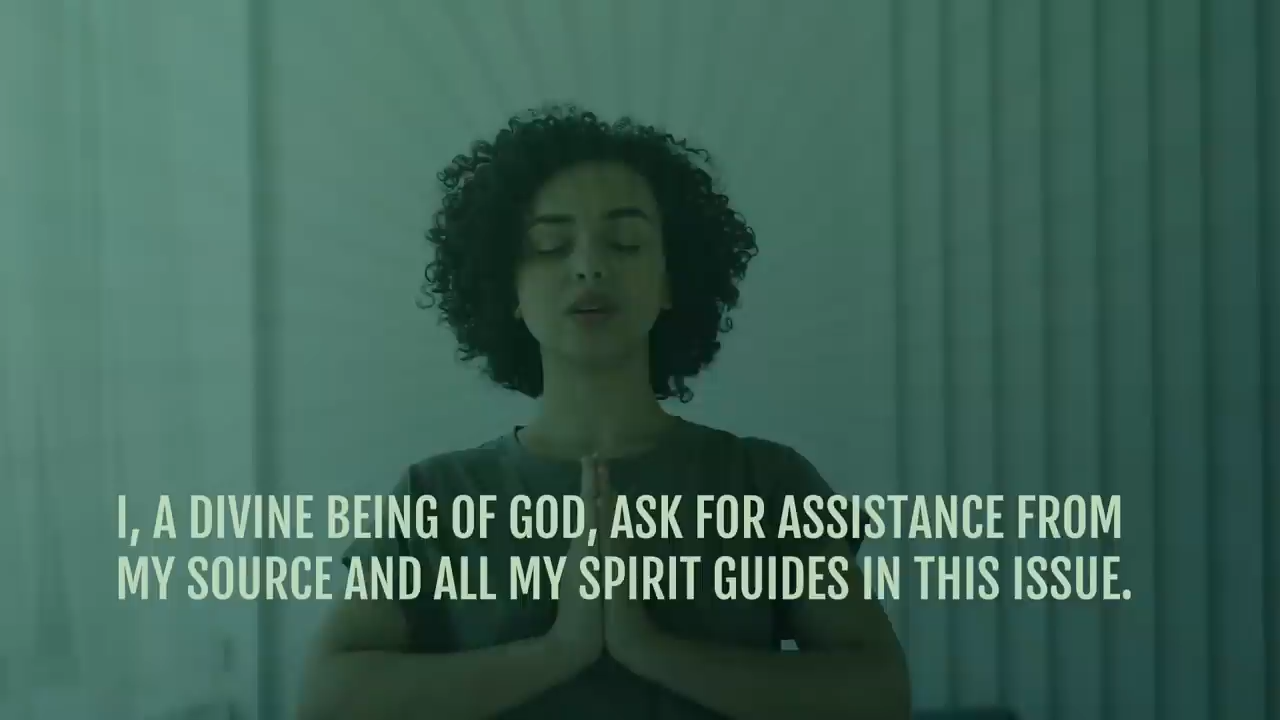 I, A DIVINE BEING OF GOD, ASK FOR ASSISTANCE FROM
MY SOURCE AND ALL MY SPIRIT GUIDES IN THIS ISSUE.